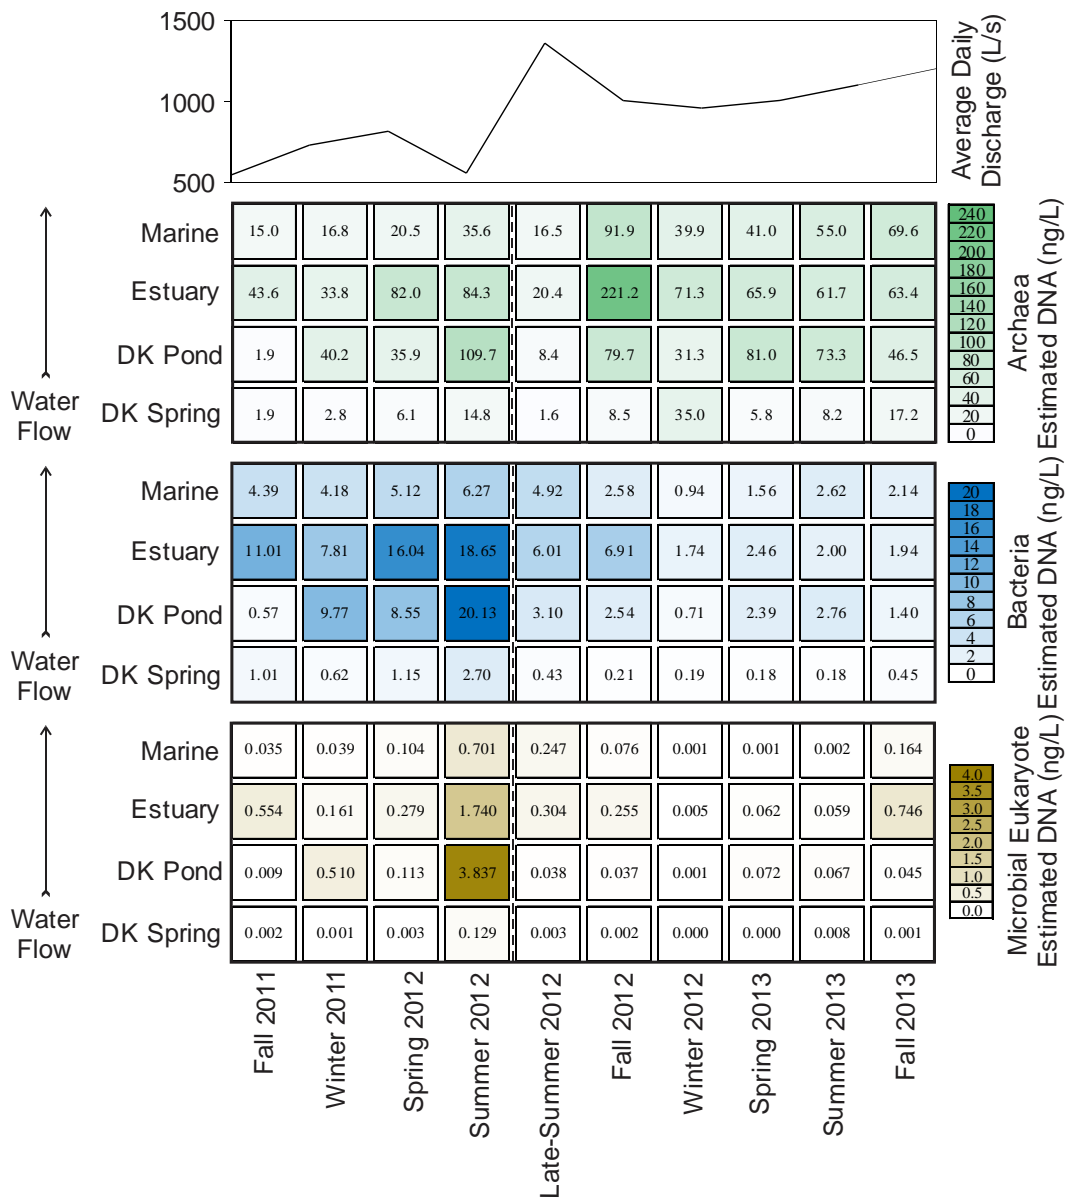 1500
1000
500
Average Daily
Discharge (L/s)
Marine 15.0 16.8 20.5 35.6 16.5 91.9 39.9 41.0 55.0 69.6
Estuary 43.6 33.8 82.0 84.3 20.4 221.2 71.3 65.9 61.7 63.4
DK Pond 1.9 40.2 35.9 109.7 8.4 79.7 31.3 81.0 73.3 46.5
DK Spring 1.9 2.8 6.1 14.8 1.6 8.5 35.0 5.8 8.2 17.2
Water
Flow
240
220
200
180
160
140
120
100
80
60
40
20
0
Archaea
Estimated DNA (ng/L)
Marine 4.39 4.18 5.12 6.27 4.92 2.58 0.94 1.56 2.62 2.14
Estuary 11.01 7.81 16.04 18.65 6.01 6.91 1.74 2.46 2.00 1.94
DK Pond 0.57 9.77 8.55 20.13 3.10 2.54 0.71 2.39 2.76 1.40
DK Spring 1.01 0.62 1.15 2.70 0.43 0.21 0.19 0.18 0.18 0.45
Water
Flow
20
18
16
14
12
10
8
6
4
2
0
Bacteria
Estimated DNA (ng/L)
Marine 0.035 0.039 0.104 0.701 0.247 0.076 0.001 0.001 0.002 0.164
Estuary 0.554 0.161 0.279 1.740 0.304 0.255 0.005 0.062 0.059 0.746
DK Pond 0.009 0.510 0.113 3.837 0.038 0.037 0.001 0.072 0.067 0.045
DK Spring 0.002 0.001 0.003 0.129 0.003 0.002 0.000 0.000 0.008 0.001
Water
Flow
4.0
3.5
3.0
2.5
2.0
1.5
1.0
0.5
0.0
Microbial Eukaryote
Estimated DNA (ng/L)
Fall 2011
Winter 2011
Spring 2012
Summer 2012
Late-Summer 2012
Fall 2012
Winter 2012
Spring 2013
Summer 2013
Fall 2013